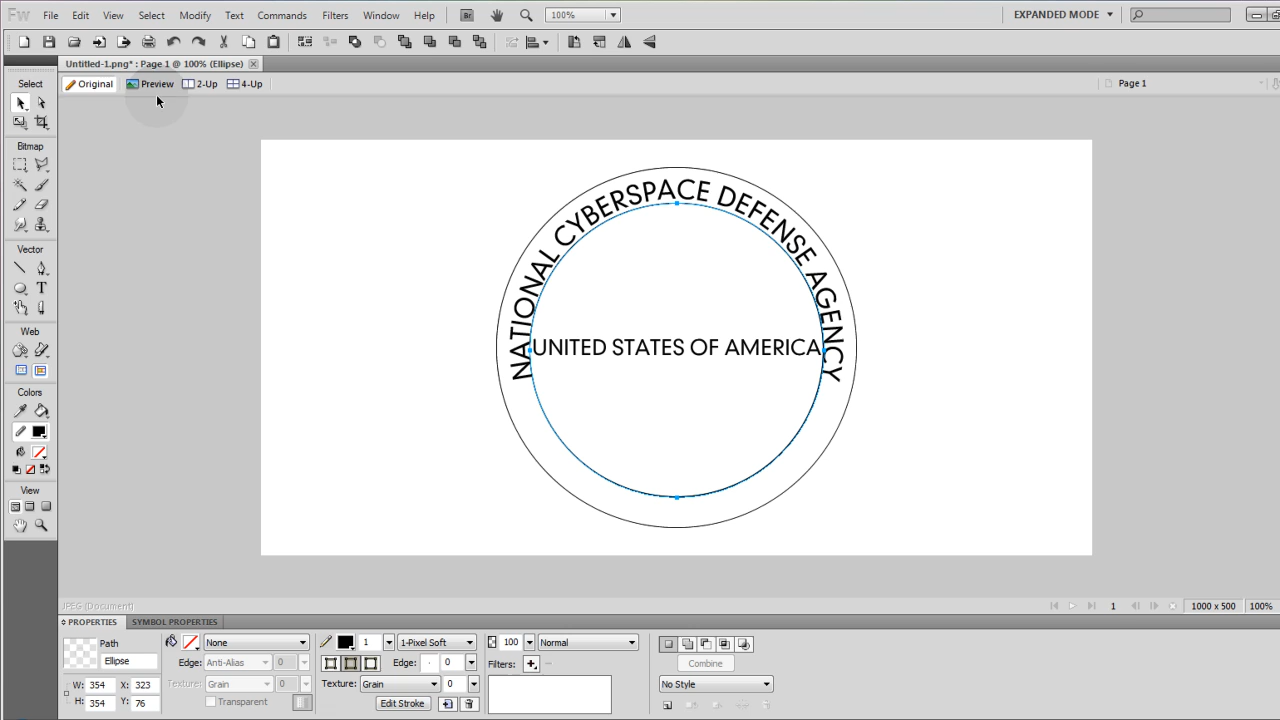 Fw File Edit View Select Modify Text Commands Filters Window Help Br 100% EXPANDED MODE
Untitled-1.png* : Page 1 @ 100% (Ellipse)
Original Preview 2-Up 4-Up Page 1
Select
Bitmap
Vector
T
Web
Colors
View
NATIONAL CYBERSPACE DEFENSE AGENCY
UNITED STATES OF AMERICA
JPEG (Document) 1 1000 x 500 100%
PROPERTIES SYMBOL PROPERTIES
Path None 1 1-Pixel Soft 100 Normal
Ellipse Edge: Anti-Alias 0 Edge: 0 Filters: Combine
W: 354 X: 323 Texture: Grain 0 Texture: Grain 0 No Style
H: 354 Y: 76 Transparent Edit Stroke